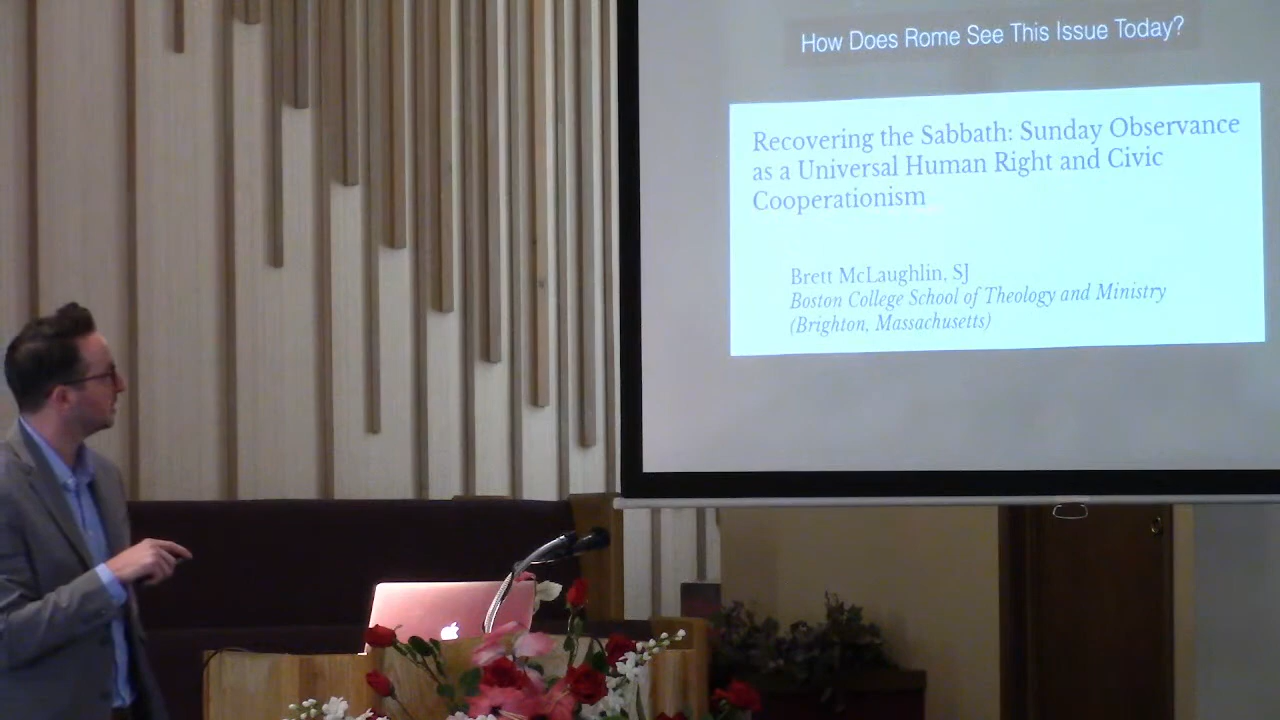 How Does Rome See This Issue Today?
Recovering the Sabbath: Sunday Observance
as a Universal Human Right and Civic
Cooperationism
Brett McLaughlin, SJ
Boston College School of Theology and Ministry
(Brighton, Massachusetts)